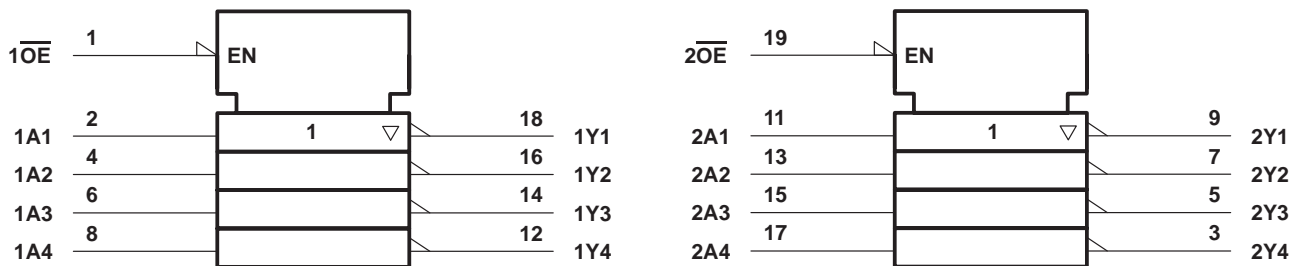 1O̅E̅ 1 EN
2 1 ▽ 18
1A1 1Y1
4 16
1A2 1Y2
6 14
1A3 1Y3
8 12
1A4 1Y4
2O̅E̅ 19 EN
11 1 ▽ 9
2A1 2Y1
13 7
2A2 2Y2
15 5
2A3 2Y3
17 3
2A4 2Y4